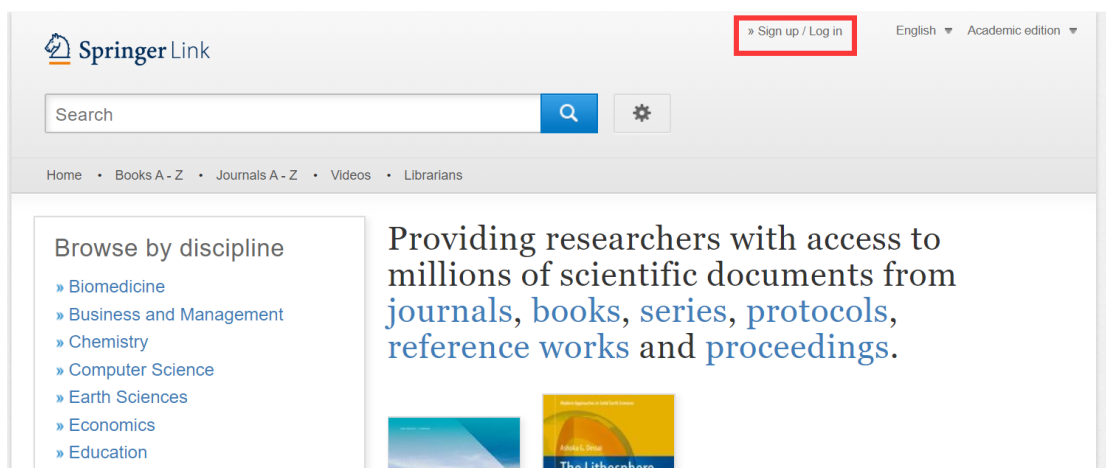 » Sign up / Log in English Academic edition
Springer Link
Search
Home • Books A - Z • Journals A - Z • Videos • Librarians
Browse by discipline
» Biomedicine
» Business and Management
» Chemistry
» Computer Science
» Earth Sciences
» Economics
» Education
Providing researchers with access to
millions of scientific documents from
journals, books, series, protocols,
reference works and proceedings.
Ashoka L. Dessai
The Lithosphere